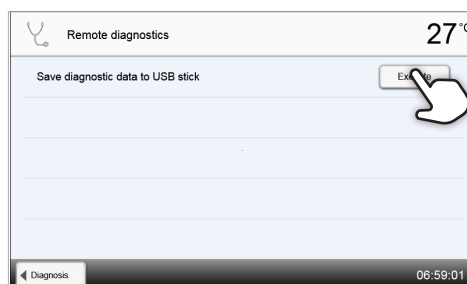 Remote diagnostics
27°C
Save diagnostic data to USB stick
Diagnosis
06:59:01